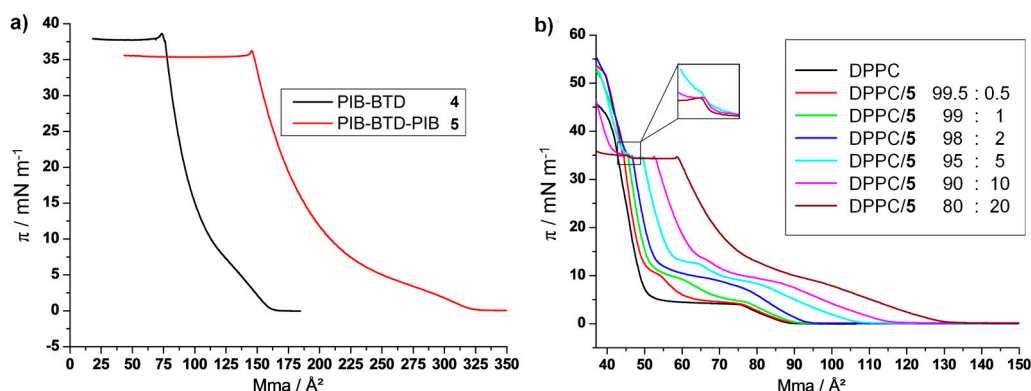 a)
40
35
30
25
20
15
10
5
0
-5
0 25 50 75 100 125 150 175 200 225 250 275 300 325 350
π / mN m⁻¹
Mma / Å²
PIB-BTD 4
PIB-BTD-PIB 5
b)
60
50
40
30
20
10
0
40 50 60 70 80 90 100 110 120 130 140 150
π / mN m⁻¹
Mma / Å²
DPPC
DPPC/5 99.5 : 0.5
DPPC/5 99 : 1
DPPC/5 98 : 2
DPPC/5 95 : 5
DPPC/5 90 : 10
DPPC/5 80 : 20